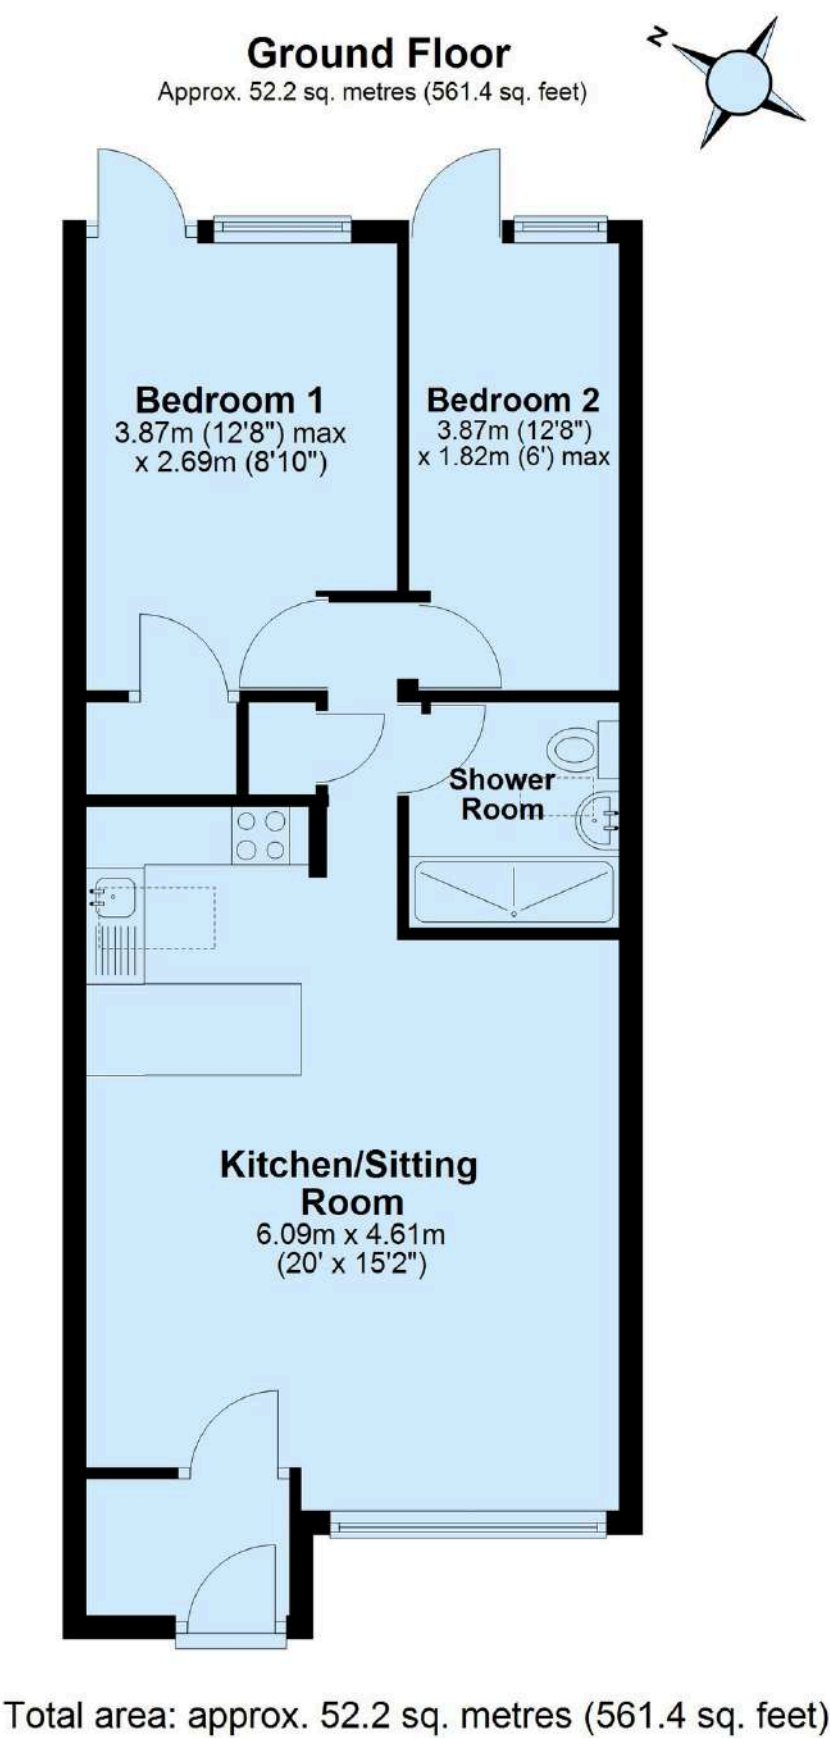 Ground Floor
Approx. 52.2 sq. metres (561.4 sq. feet)
N
Bedroom 1
3.87m (12'8") max
x 2.69m (8'10")
Bedroom 2
3.87m (12'8")
x 1.82m (6') max
Shower
Room
Kitchen/Sitting
Room
6.09m x 4.61m
(20' x 15'2")
Total area: approx. 52.2 sq. metres (561.4 sq. feet)